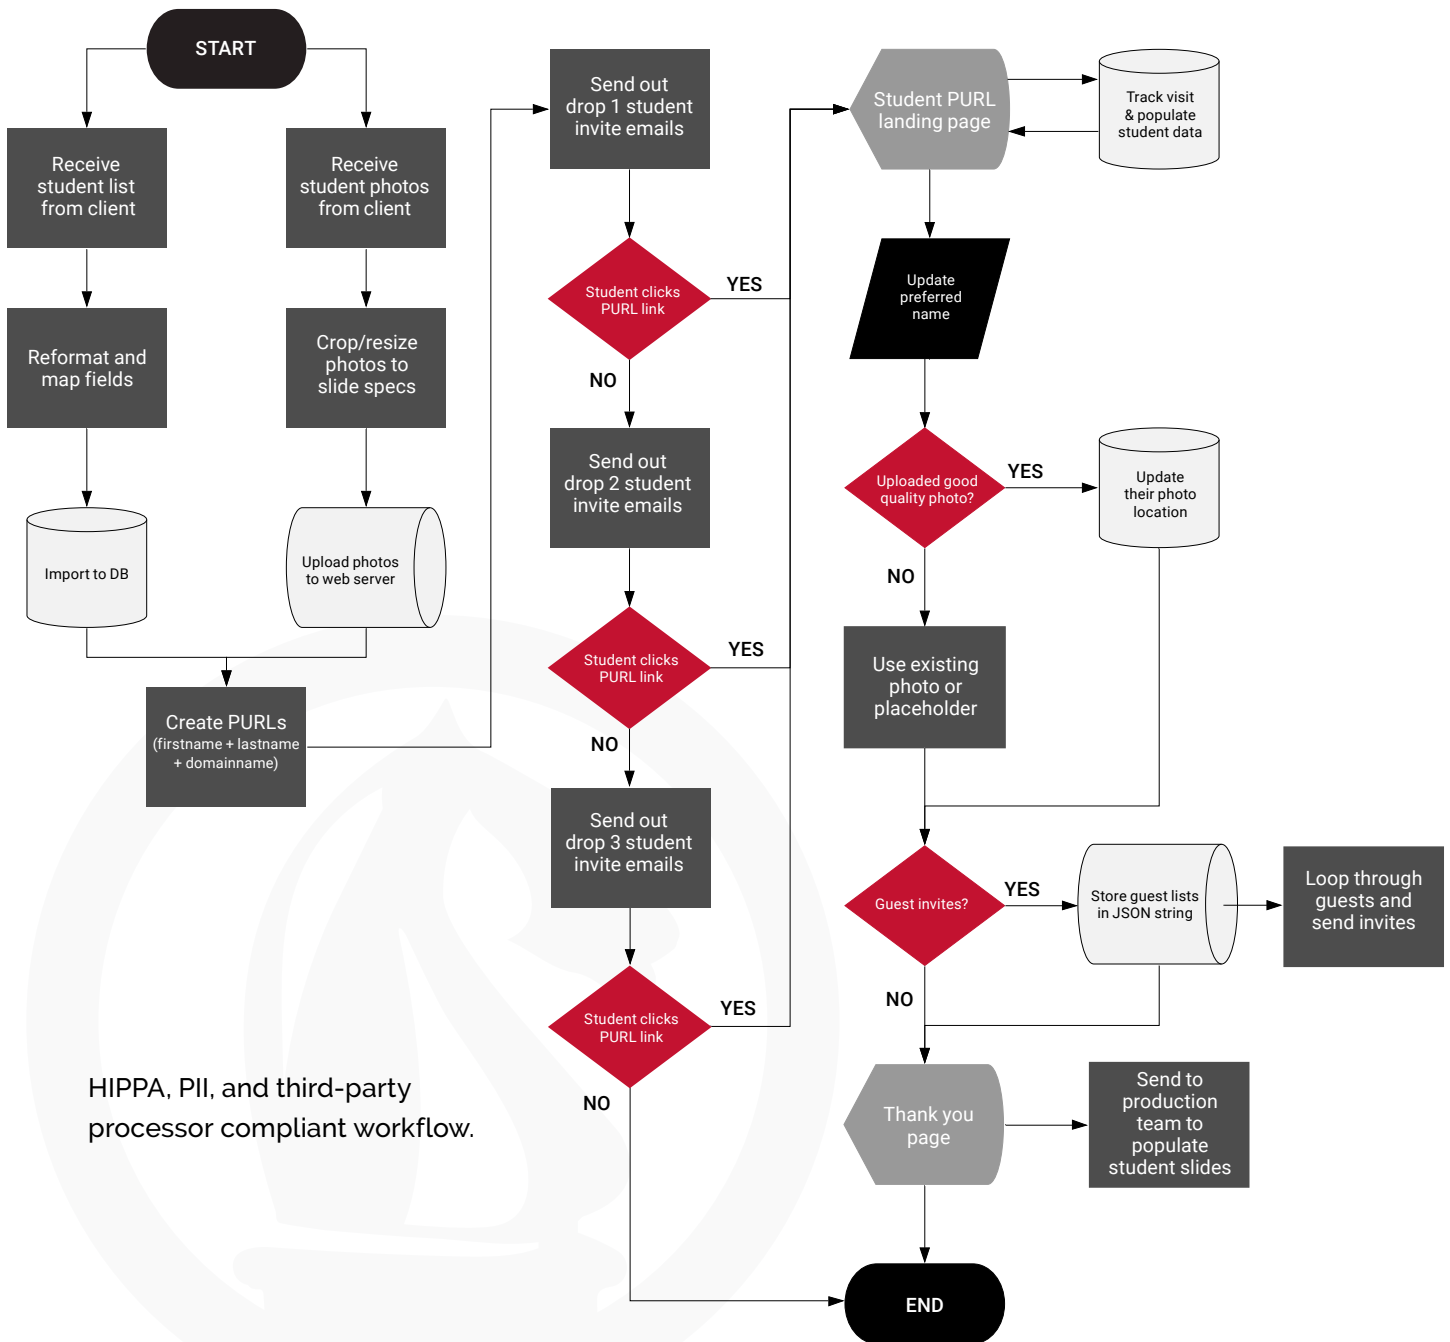 START
Receive
student list
from client
Receive
student photos
from client
Reformat and
map fields
Crop/resize
photos to
slide specs
Import to DB
Upload photos
to web server
Create PURLs
(firstname + lastname
+ domainname)
HIPPA, PII, and third-party
processor compliant workflow.
Send out
drop 1 student
invite emails
Student clicks
PURL link
YES
NO
Send out
drop 2 student
invite emails
Student clicks
PURL link
YES
NO
Send out
drop 3 student
invite emails
Student clicks
PURL link
YES
NO
Student PURL
landing page
Track visit
& populate
student data
Update
preferred
name
Uploaded good
quality photo?
YES
Update
their photo
location
NO
Use existing
photo or
placeholder
Guest invites?
YES
Store guest lists
in JSON string
Loop through
guests and
send invites
NO
Thank you
page
Send to
production
team to
populate
student slides
END